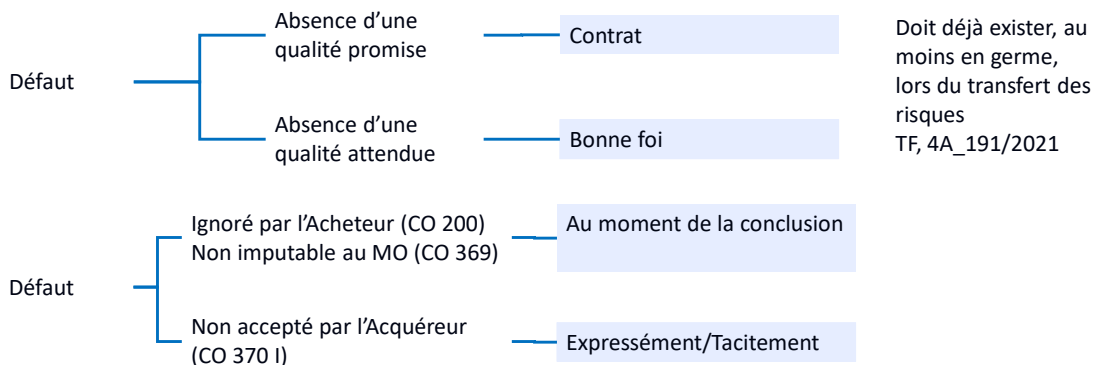 Défaut
Absence d’une
qualité promise
Contrat
Absence d’une
qualité attendue
Bonne foi
Doit déjà exister, au
moins en germe,
lors du transfert des
risques
TF, 4A_191/2021
Défaut
Ignoré par l’Acheteur (CO 200)
Non imputable au MO (CO 369)
Au moment de la conclusion
Non accepté par l’Acquéreur
(CO 370 I)
Expressément/Tacitement